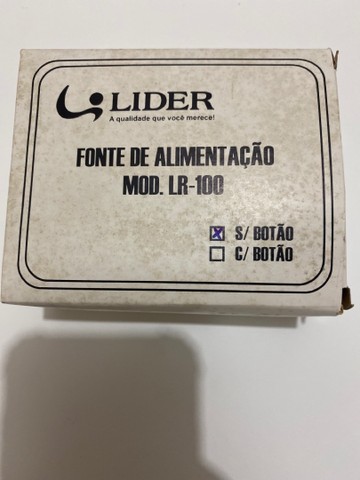 LIDER
A qualidade que você merece!
FONTE DE ALIMENTAÇÃO
MOD. LR-100
X S/ BOTÃO
C/ BOTÃO